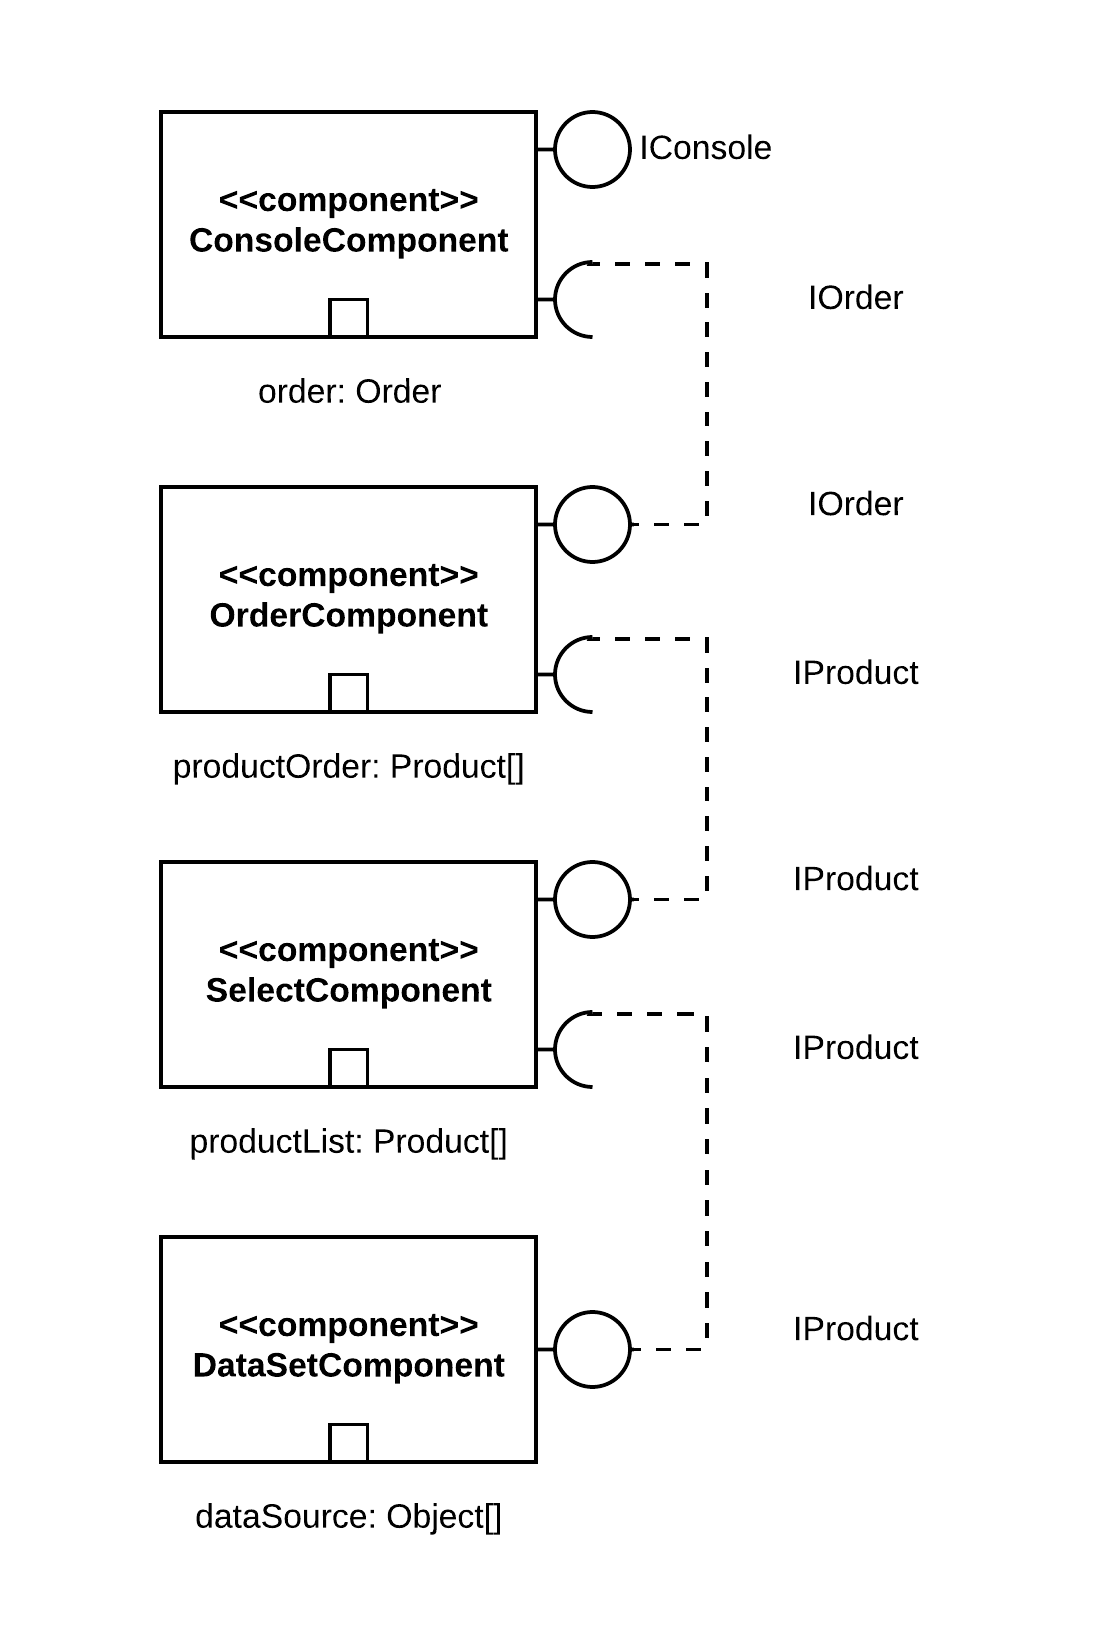 IConsole
<<component>>
ConsoleComponent
IOrder
order: Order
IOrder
<<component>>
OrderComponent
IProduct
productOrder: Product[]
IProduct
<<component>>
SelectComponent
IProduct
productList: Product[]
IProduct
<<component>>
DataSetComponent
dataSource: Object[]